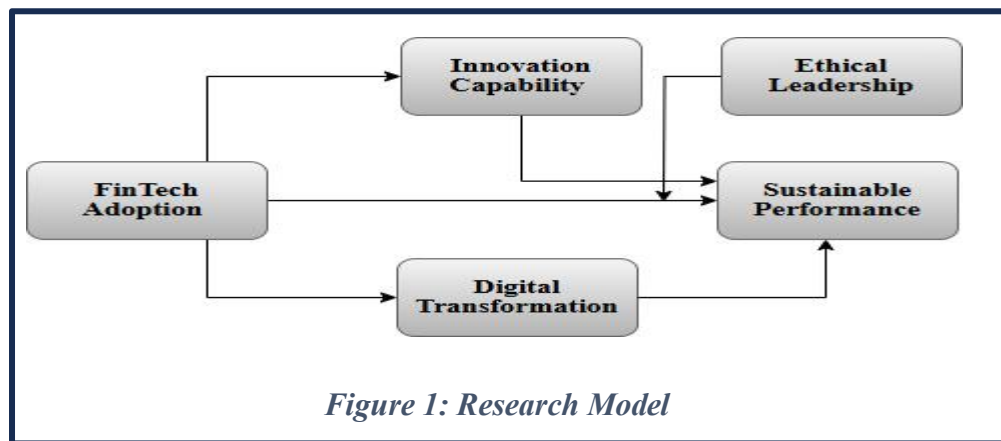 Innovation
Capability
Ethical
Leadership
FinTech
Adoption
Sustainable
Performance
Digital
Transformation
Figure 1: Research Model